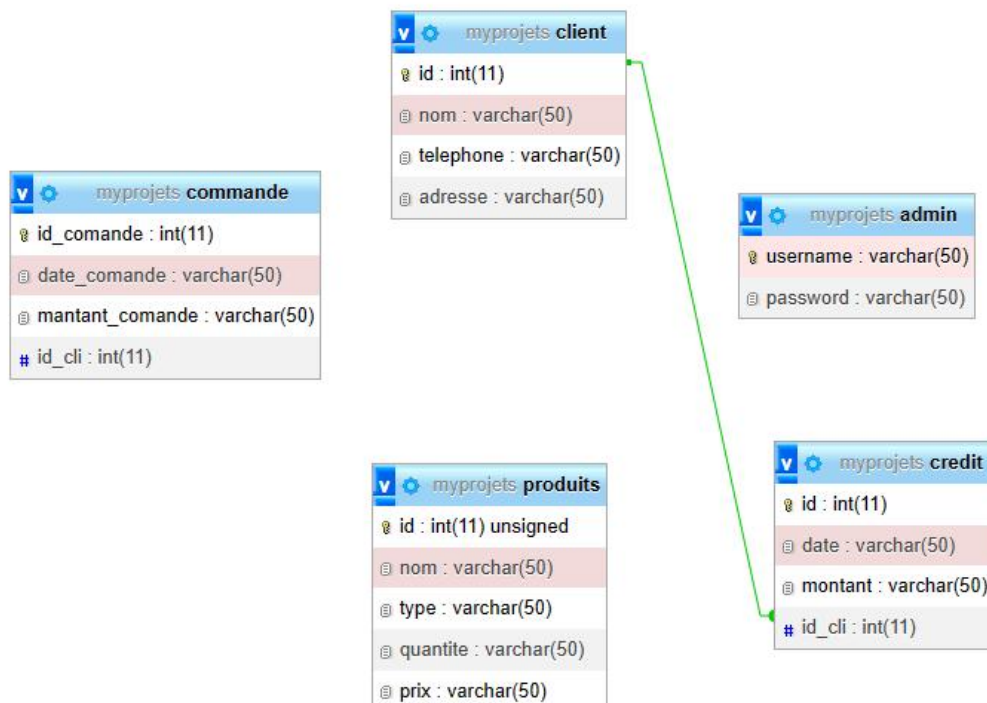 myprojets client
id : int(11)
nom : varchar(50)
telephone : varchar(50)
adresse : varchar(50)
myprojets commande
id_comande : int(11)
date_comande : varchar(50)
mantant_comande : varchar(50)
id_cli : int(11)
myprojets admin
username : varchar(50)
password : varchar(50)
myprojets produits
id : int(11) unsigned
nom : varchar(50)
type : varchar(50)
quantite : varchar(50)
prix : varchar(50)
myprojets credit
id : int(11)
date : varchar(50)
montant : varchar(50)
# id_cli : int(11)